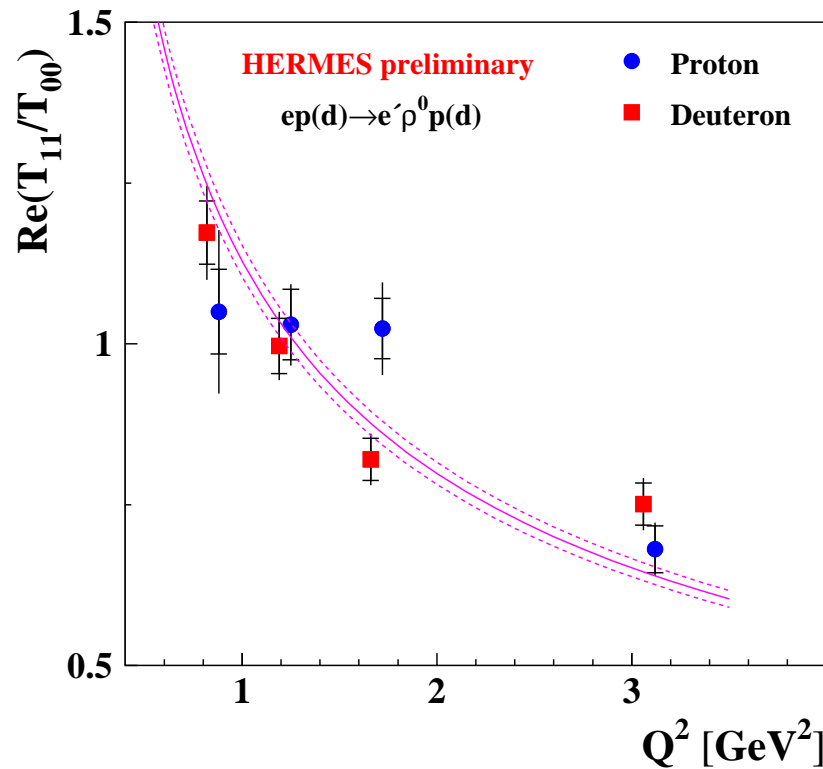 HERMES preliminary
ep(d)→e´ρ⁰p(d)
Proton
Deuteron
Re(T₁₁/T₀₀)
1.5
1
0.5
1 2 3
Q² [GeV²]